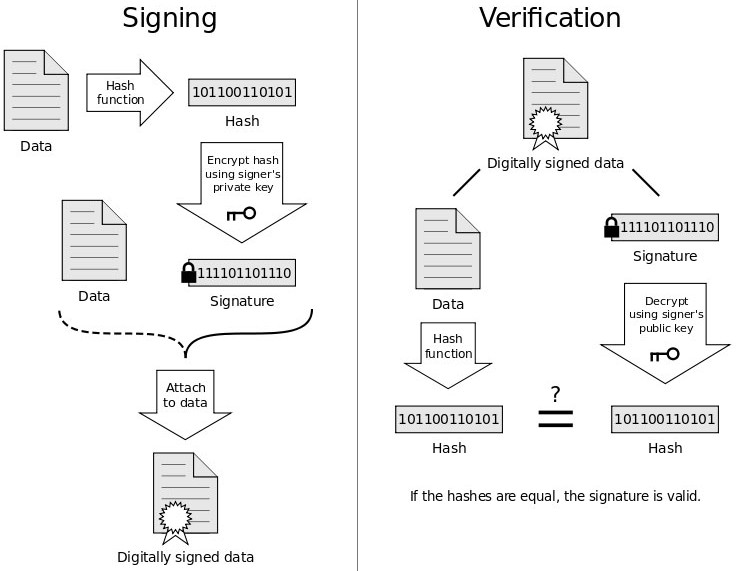 Signing
Hash
function
101100110101
Data
Hash
Encrypt hash
using signer's
private key
111101101110
Data
Signature
Attach
to data
Digitally signed data
Verification
Digitally signed data
111101101110
Signature
Data
Hash
function
Decrypt
using signer's
public key
?
101100110101
101100110101
Hash
Hash
If the hashes are equal, the signature is valid.